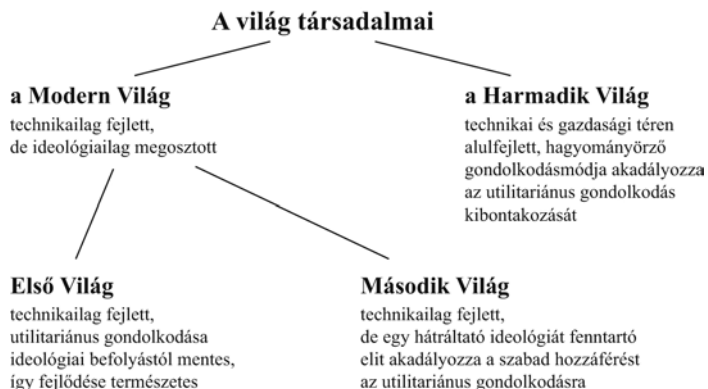 A világ társadalmai
a Modern Világ
technikailag fejlett,
de ideológiailag megosztott
a Harmadik Világ
technikai és gazdasági téren
alulfejlett, hagyományörző
gondolkodásmódja akadályozza
az utilitariánus gondolkodás
kibontakozását
Első Világ
technikailag fejlett,
utilitariánus gondolkodása
ideológiai befolyástól mentes,
így fejlődése természetes
Második Világ
technikailag fejlett,
de egy hátráltató ideológiát fenntartó
elit akadályozza a szabad hozzáférést
az utilitariánus gondolkodásra